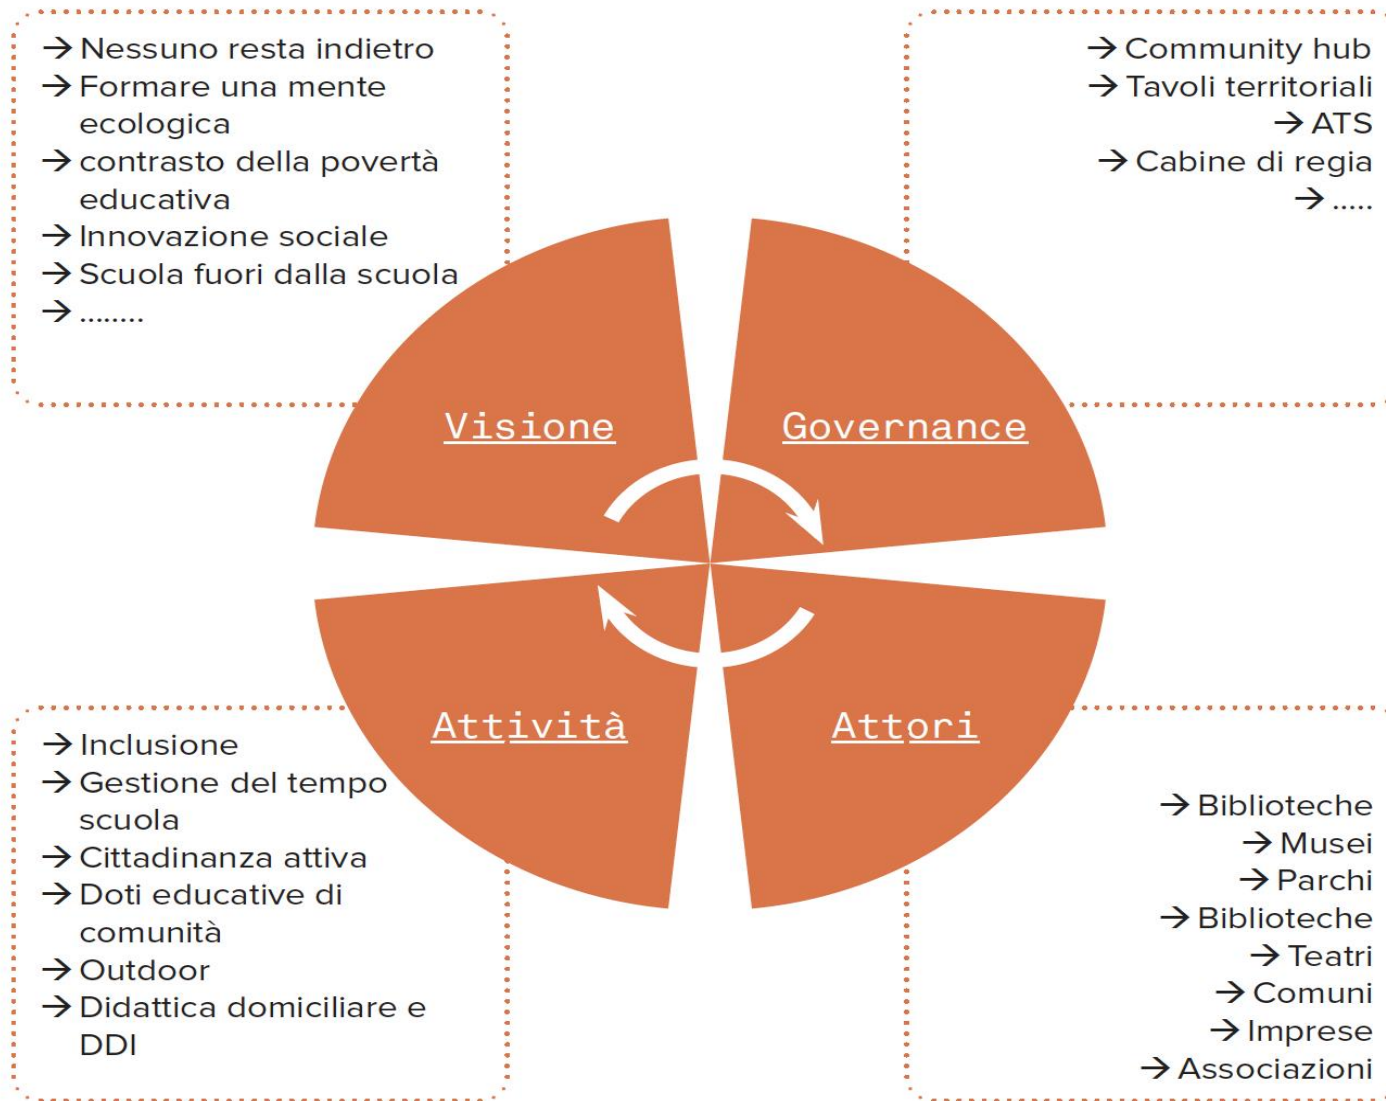 → Nessuno resta indietro
→ Formare una mente
ecologica
→ contrasto della povertà
educativa
→ Innovazione sociale
→ Scuola fuori dalla scuola
→ ........
→ Community hub
→ Tavoli territoriali
→ ATS
→ Cabine di regia
→ .....
Visione
Governance
Attività
Attori
→ Inclusione
→ Gestione del tempo
scuola
→ Cittadinanza attiva
→ Doti educative di
comunità
→ Outdoor
→ Didattica domiciliare e
DDI
→ Biblioteche
→ Musei
→ Parchi
→ Biblioteche
→ Teatri
→ Comuni
→ Imprese
→ Associazioni